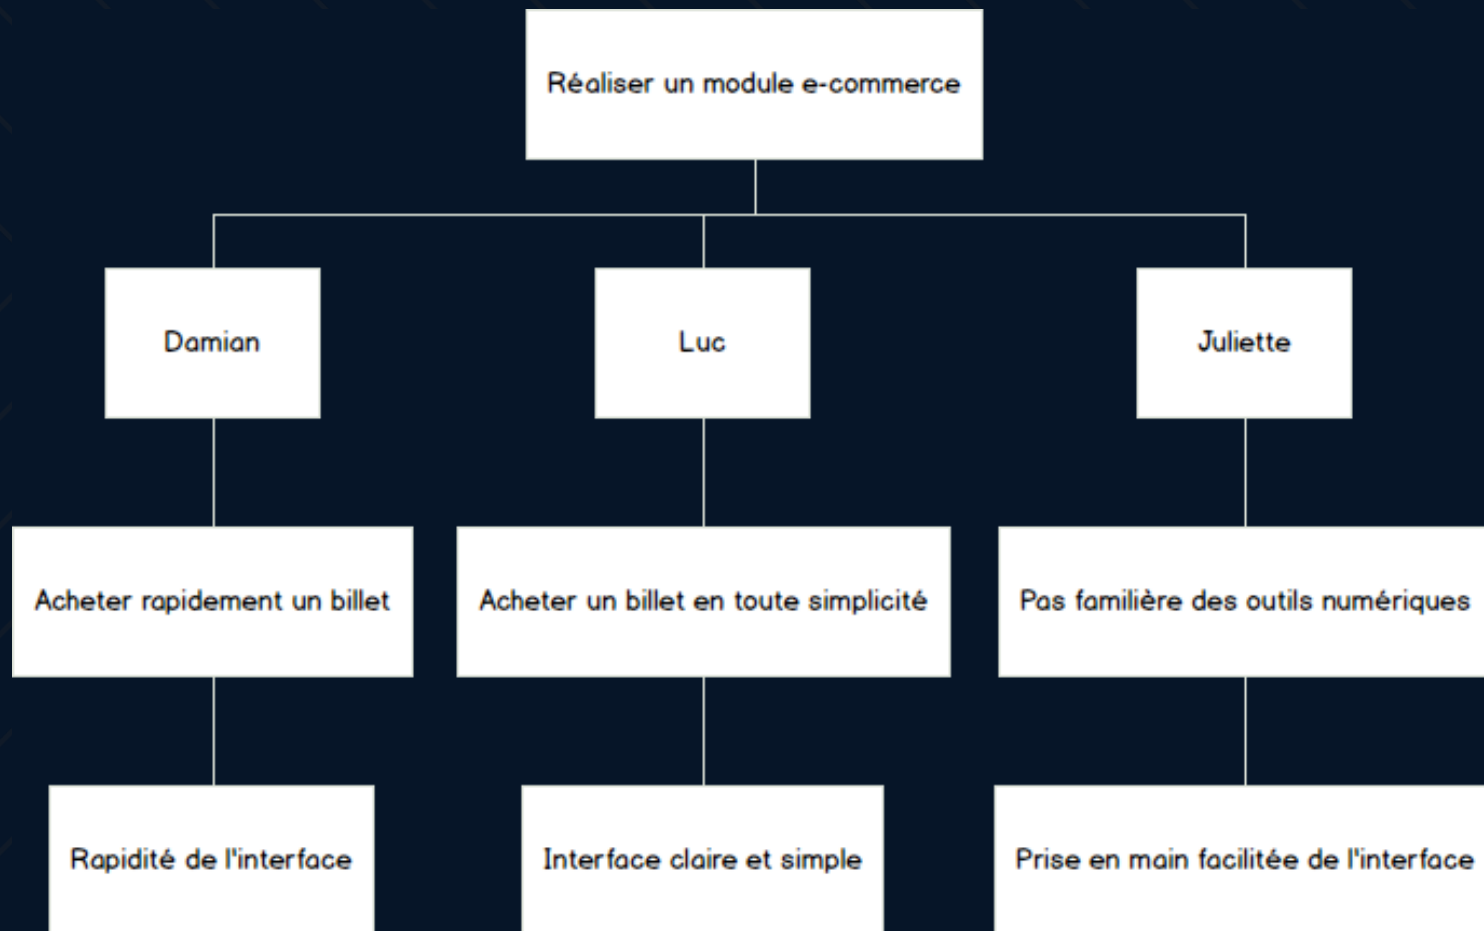 Réaliser un module e-commerce
Damian
Luc
Juliette
Acheter rapidement un billet
Acheter un billet en toute simplicité
Pas familière des outils numériques
Rapidité de l'interface
Interface claire et simple
Prise en main facilitée de l'interface